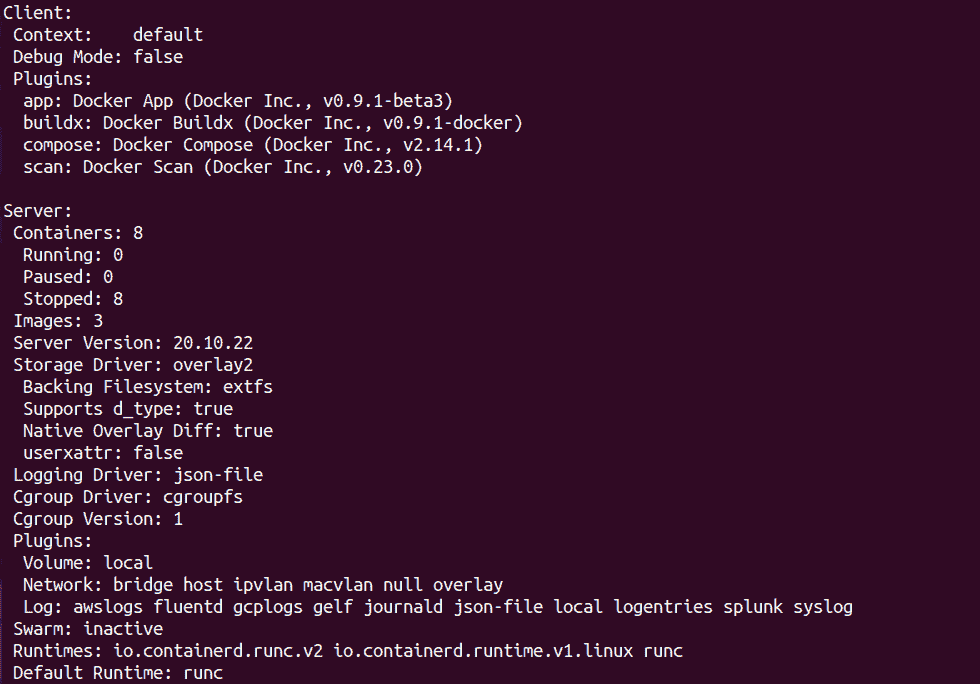 Client:
 Context:    default
 Debug Mode: false
 Plugins:
  app: Docker App (Docker Inc., v0.9.1-beta3)
  buildx: Docker Buildx (Docker Inc., v0.9.1-docker)
  compose: Docker Compose (Docker Inc., v2.14.1)
  scan: Docker Scan (Docker Inc., v0.23.0)

Server:
 Containers: 8
  Running: 0
  Paused: 0
  Stopped: 8
 Images: 3
 Server Version: 20.10.22
 Storage Driver: overlay2
  Backing Filesystem: extfs
  Supports d_type: true
  Native Overlay Diff: true
  userxattr: false
 Logging Driver: json-file
 Cgroup Driver: cgroupfs
 Cgroup Version: 1
 Plugins:
  Volume: local
  Network: bridge host ipvlan macvlan null overlay
  Log: awslogs fluentd gcplogs gelf journald json-file local logentries splunk syslog
 Swarm: inactive
 Runtimes: io.containerd.runc.v2 io.containerd.runtime.v1.linux runc
 Default Runtime: runc